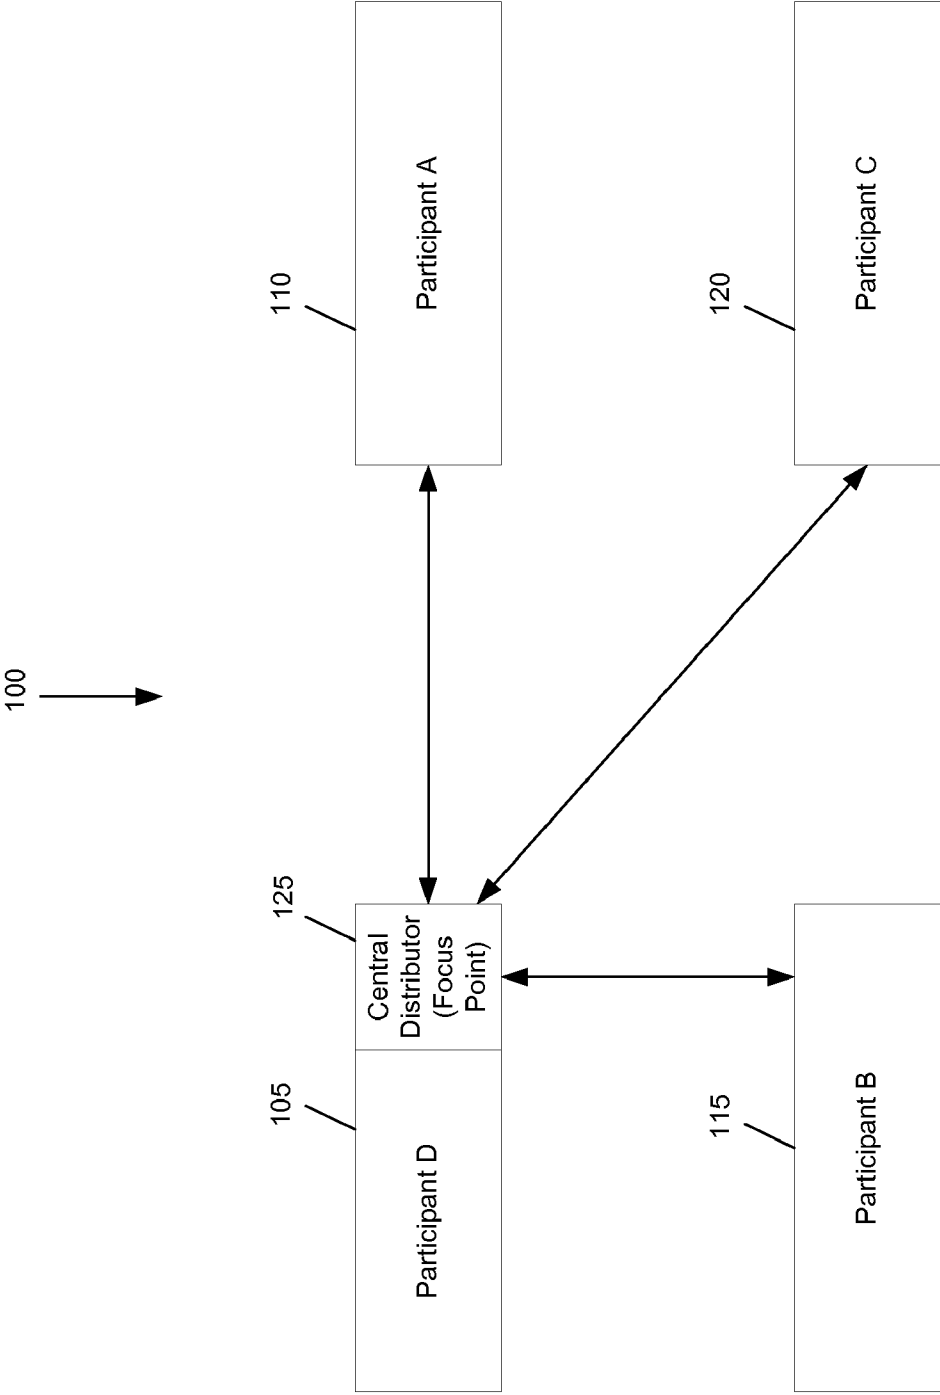 100
105
125
110
Participant D
Central
Distributor
(Focus
Point)
Participant A
115
120
Participant B
Participant C